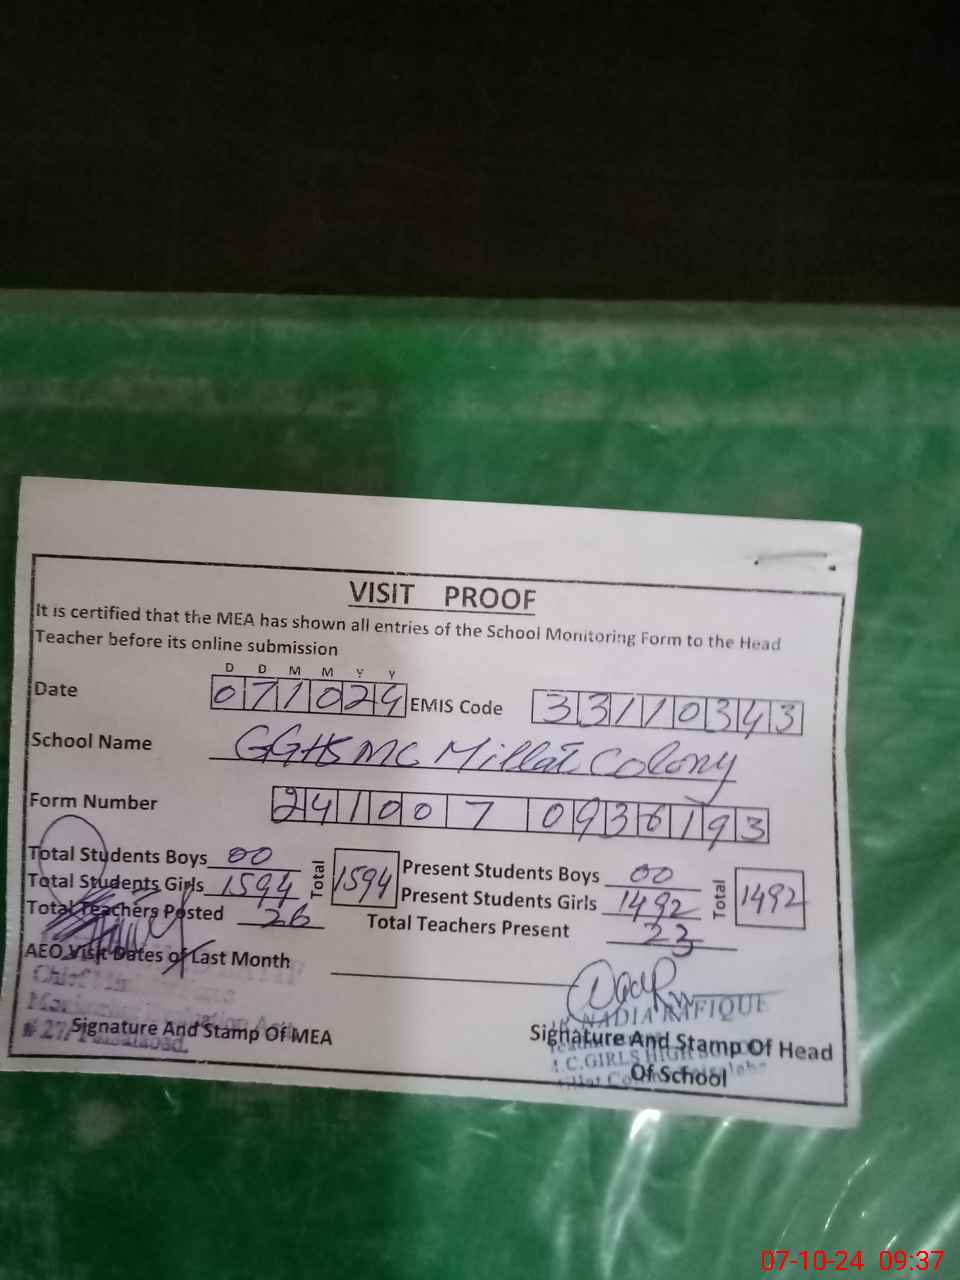 VISIT PROOF
It is certified that the MEA has shown all entries of the School Monitoring Form to the Head
Teacher before its online submission
D D M M Y Y
Date 071024 EMIS Code 33110343
School Name GGHS MC Millat Colony
Form Number 241007 0936193
Total Students Boys 00 Total 1594 Present Students Boys 00 Total 1492
Total Students Girls 1594 Present Students Girls 1492
Total Teachers Posted 26 Total Teachers Present 23
AEO Visit Dates of Last Month
NADIA RAFIQUE
Signature And Stamp Of MEA Signature And Stamp Of Head
Of School
C.GIRLS HIGH
07-10-24 09:37